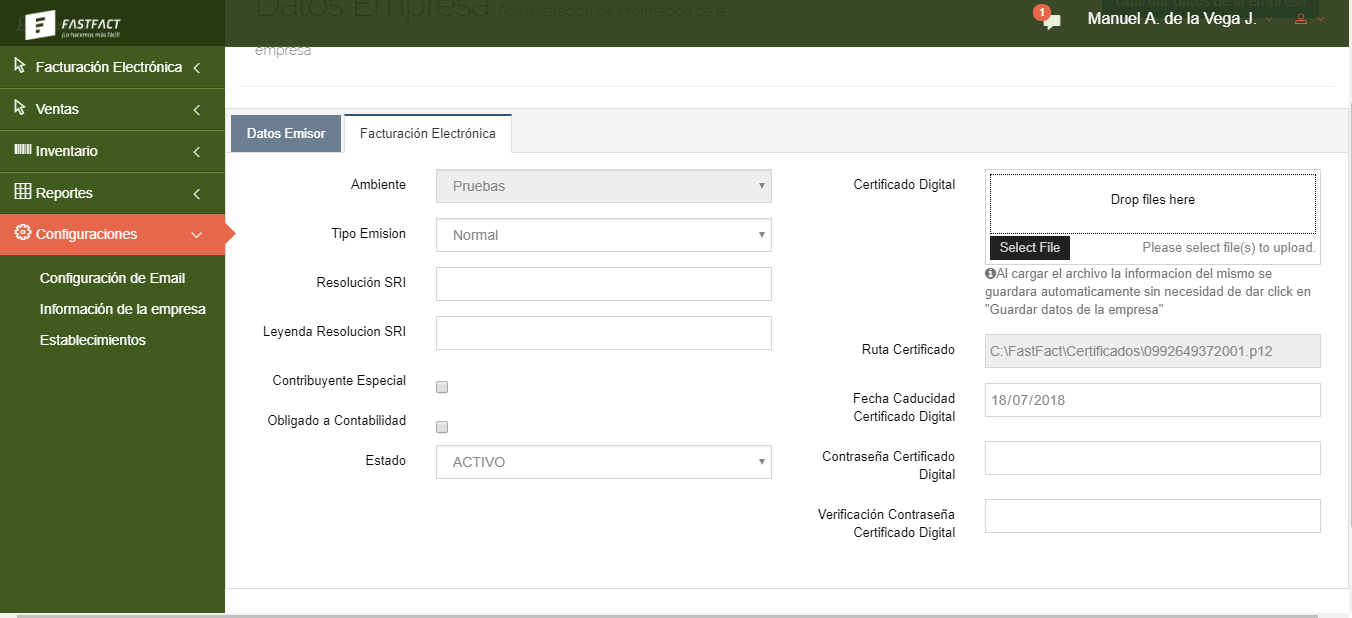 FASTFACT
¡Lo hacemos más fácil!
Datos Empresa Administracion de informacion de la
empresa
Guardar datos de la empresa
1
Manuel A. de la Vega J.
Facturación Electrónica
Ventas
Inventario
Reportes
Configuraciones
Configuración de Email
Información de la empresa
Establecimientos
Datos Emisor
Facturación Electrónica
Ambiente
Pruebas
Tipo Emision
Normal
Resolución SRI
Leyenda Resolucion SRI
Contribuyente Especial
Obligado a Contabilidad
Estado
ACTIVO
Certificado Digital
Drop files here
Select File
Please select file(s) to upload.
Al cargar el archivo la informacion del mismo se
guardara automaticamente sin necesidad de dar click en
"Guardar datos de la empresa"
Ruta Certificado
C:\FastFact\Certificados\0992649372001.p12
Fecha Caducidad
Certificado Digital
18/07/2018
Contraseña Certificado
Digital
Verificación Contraseña
Certificado Digital